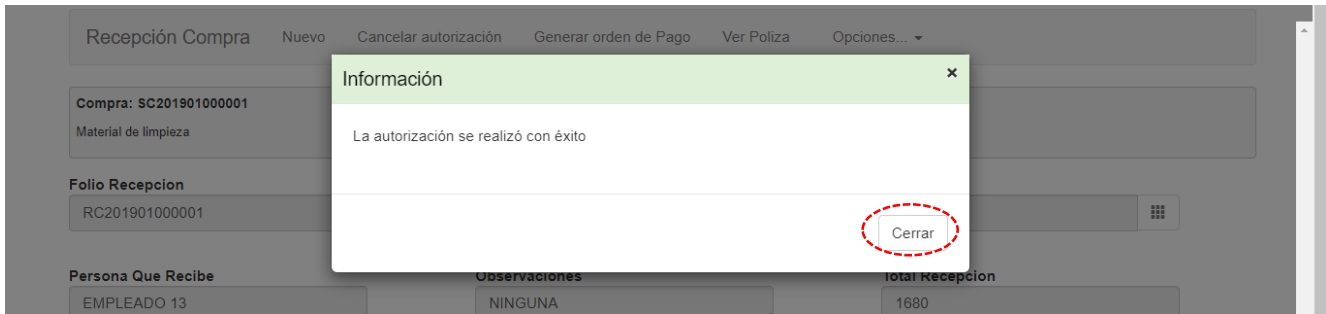 Recepción Compra Nuevo Cancelar autorización Generar orden de Pago Ver Poliza Opciones...
Información ×
Compra: SC201901000001
Material de limpieza
La autorización se realizó con éxito
Folio Recepcion
RC201901000001
Cerrar
Persona Que Recibe Observaciones Total Recepcion
EMPLEADO 13 NINGUNA 1680